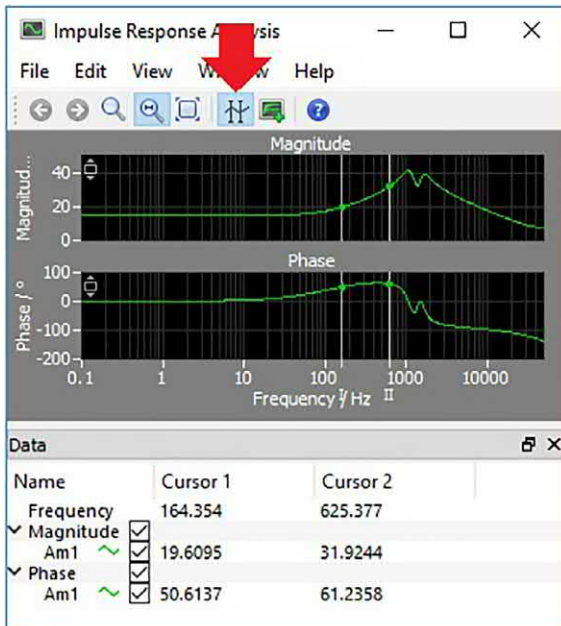 Impulse Response Analysis
File Edit View Window Help
Magnitude
Magnitud...
40
20
0
Phase
Phase / °
100
0
-100
-200
0.1 1 10 100 1000 10000
Frequency / Hz
I II
Data
Name Cursor 1 Cursor 2
Frequency 164.354 625.377
Magnitude
Am1 19.6095 31.9244
Phase
Am1 50.6137 61.2358